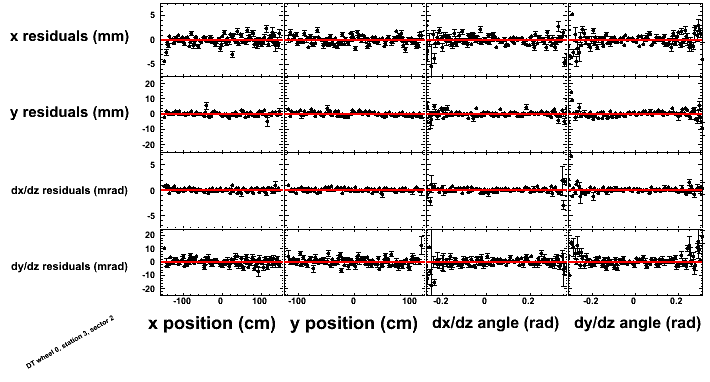 x residuals (mm)
5
0
-5
y residuals (mm)
20
10
0
-10
-20
dx/dz residuals (mrad)
5
0
-5
dy/dz residuals (mrad)
20
10
0
-10
-20
-100 0 100 -100 0 100 -0.2 0 0.2 -0.2 0 0.2
x position (cm) y position (cm) dx/dz angle (rad) dy/dz angle (rad)
DT wheel 0, station 3, sector 2